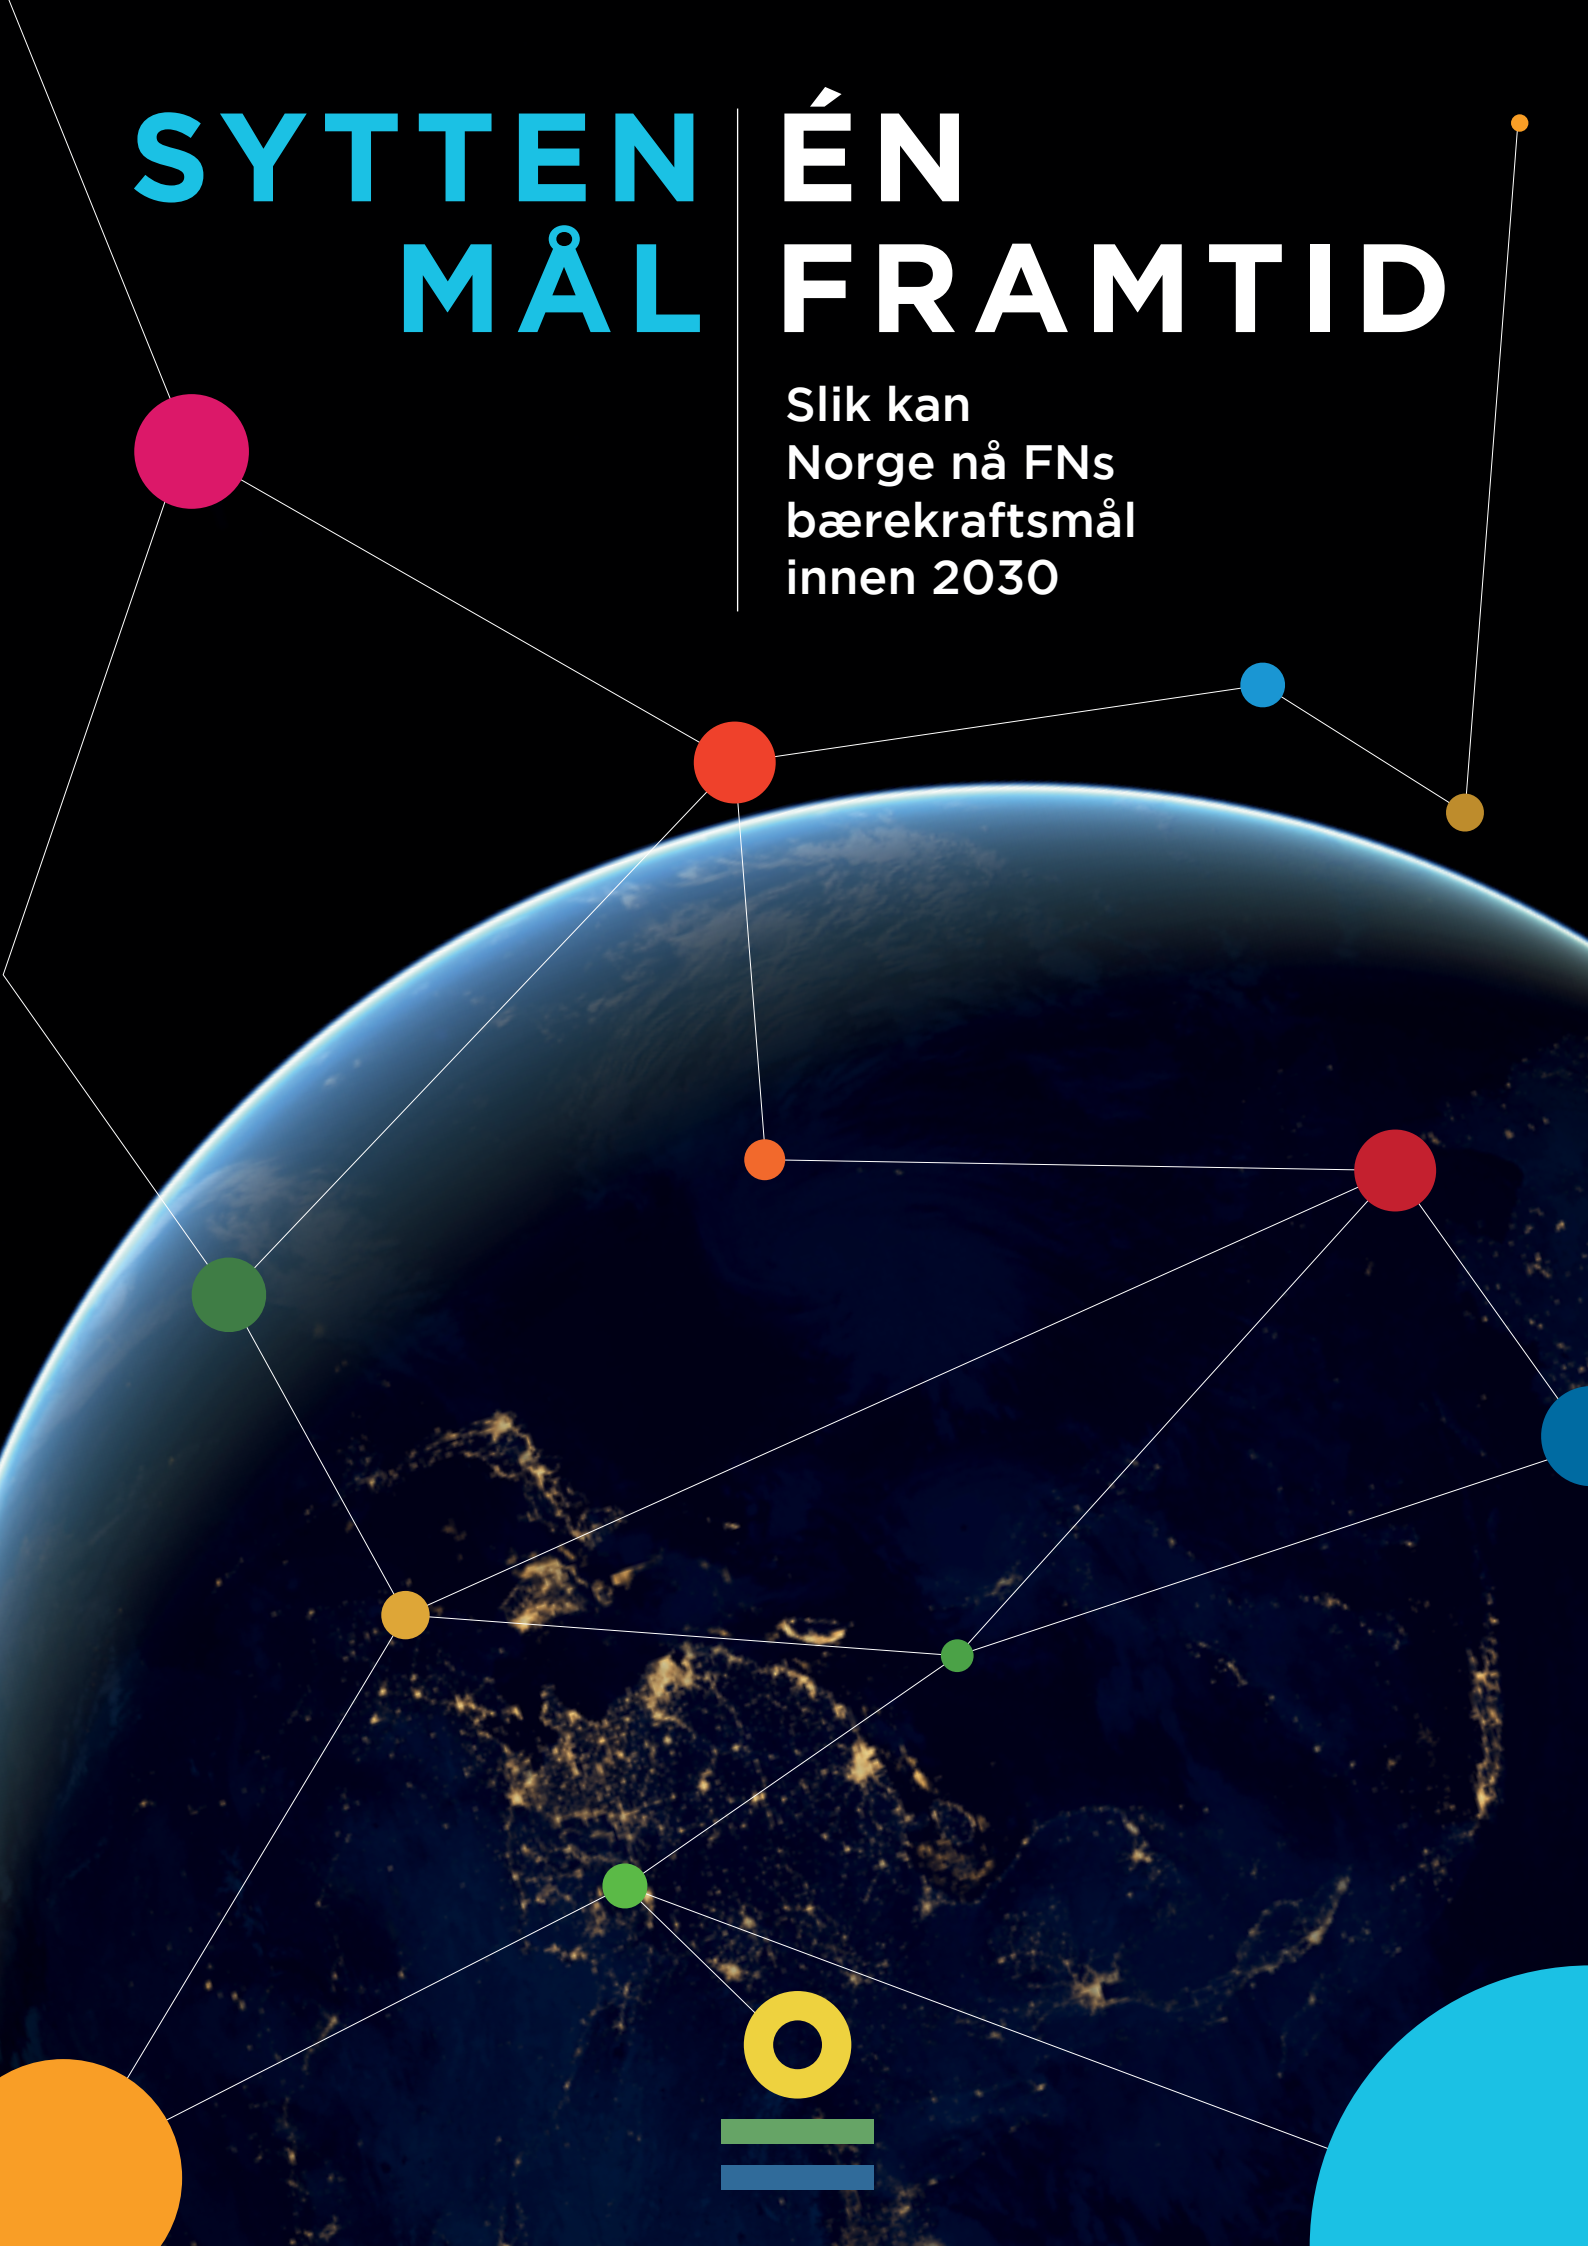 SYTTEN
MÅL
ÉN
FRAMTID
Slik kan
Norge nå FNs
bærekraftsmål
innen 2030